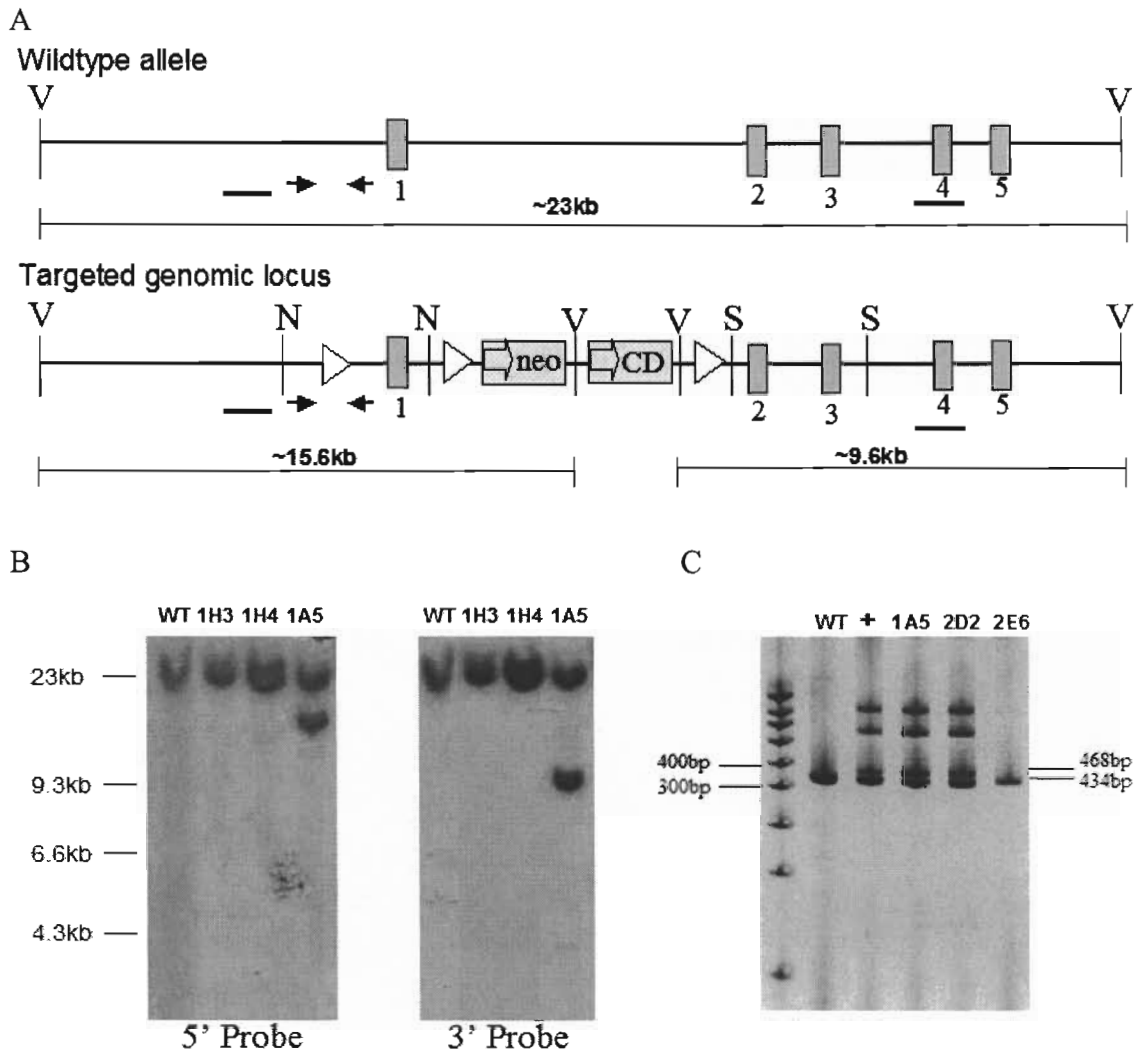 A
Wildtype allele
V V
1 2 3 4 5
~23kb
Targeted genomic locus
V N N V V S S V
neo CD
1 2 3 4 5
~15.6kb ~9.6kb
B
WT 1H3 1H4 1A5
WT 1H3 1H4 1A5
23kb
9.3kb
6.6kb
4.3kb
5' Probe
3' Probe
C
WT + 1A5 2D2 2E6
400bp
300bp
468bp
434bp